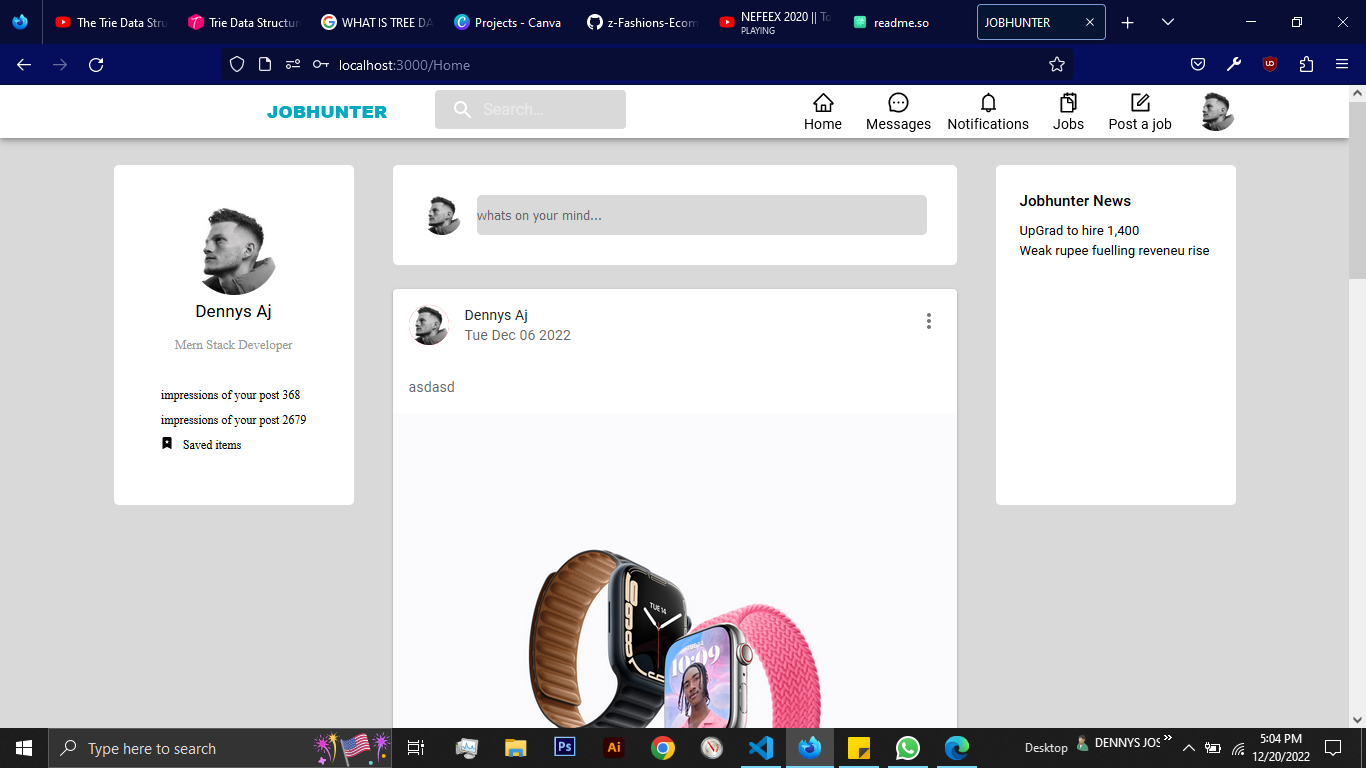 The Trie Data Stru
Trie Data Structur
WHAT IS TREE DA
Projects - Canva
z-Fashions-Ecom
NEFEEX 2020 || To
PLAYING
readme.so
JOBHUNTER
localhost:3000/Home
JOBHUNTER
Search...
Home
Messages
Notifications
Jobs
Post a job
Dennys Aj
Mern Stack Developer
impressions of your post 368
impressions of your post 2679
Saved items
whats on your mind...
Dennys Aj
Tue Dec 06 2022
asdasd
TUE 14
10:09
Jobhunter News
UpGrad to hire 1,400
Weak rupee fuelling reveneu rise
Type here to search
Ps
Ai
Desktop
DENNYS JOS
5:04 PM
12/20/2022